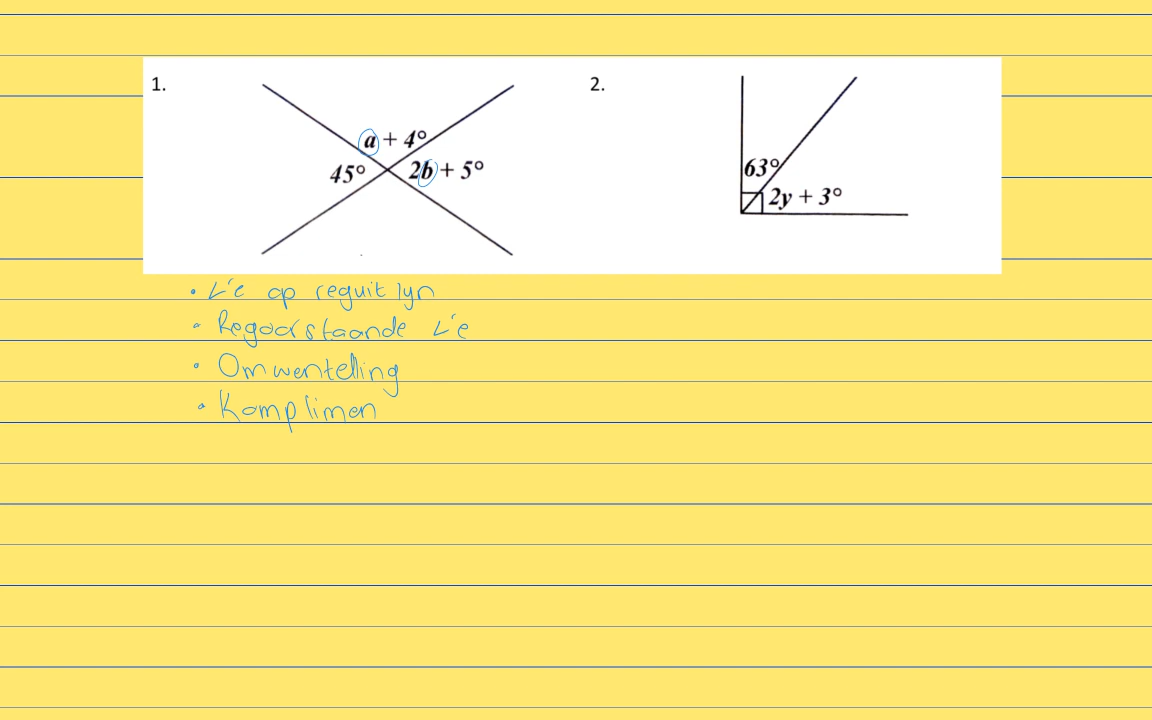 1.
a + 4°
45°
2b + 5°
2.
63°
2y + 3°
• ∠'e op reguit lyn
• Regoorstaande ∠'e
• Omwenteling
• Komplimen